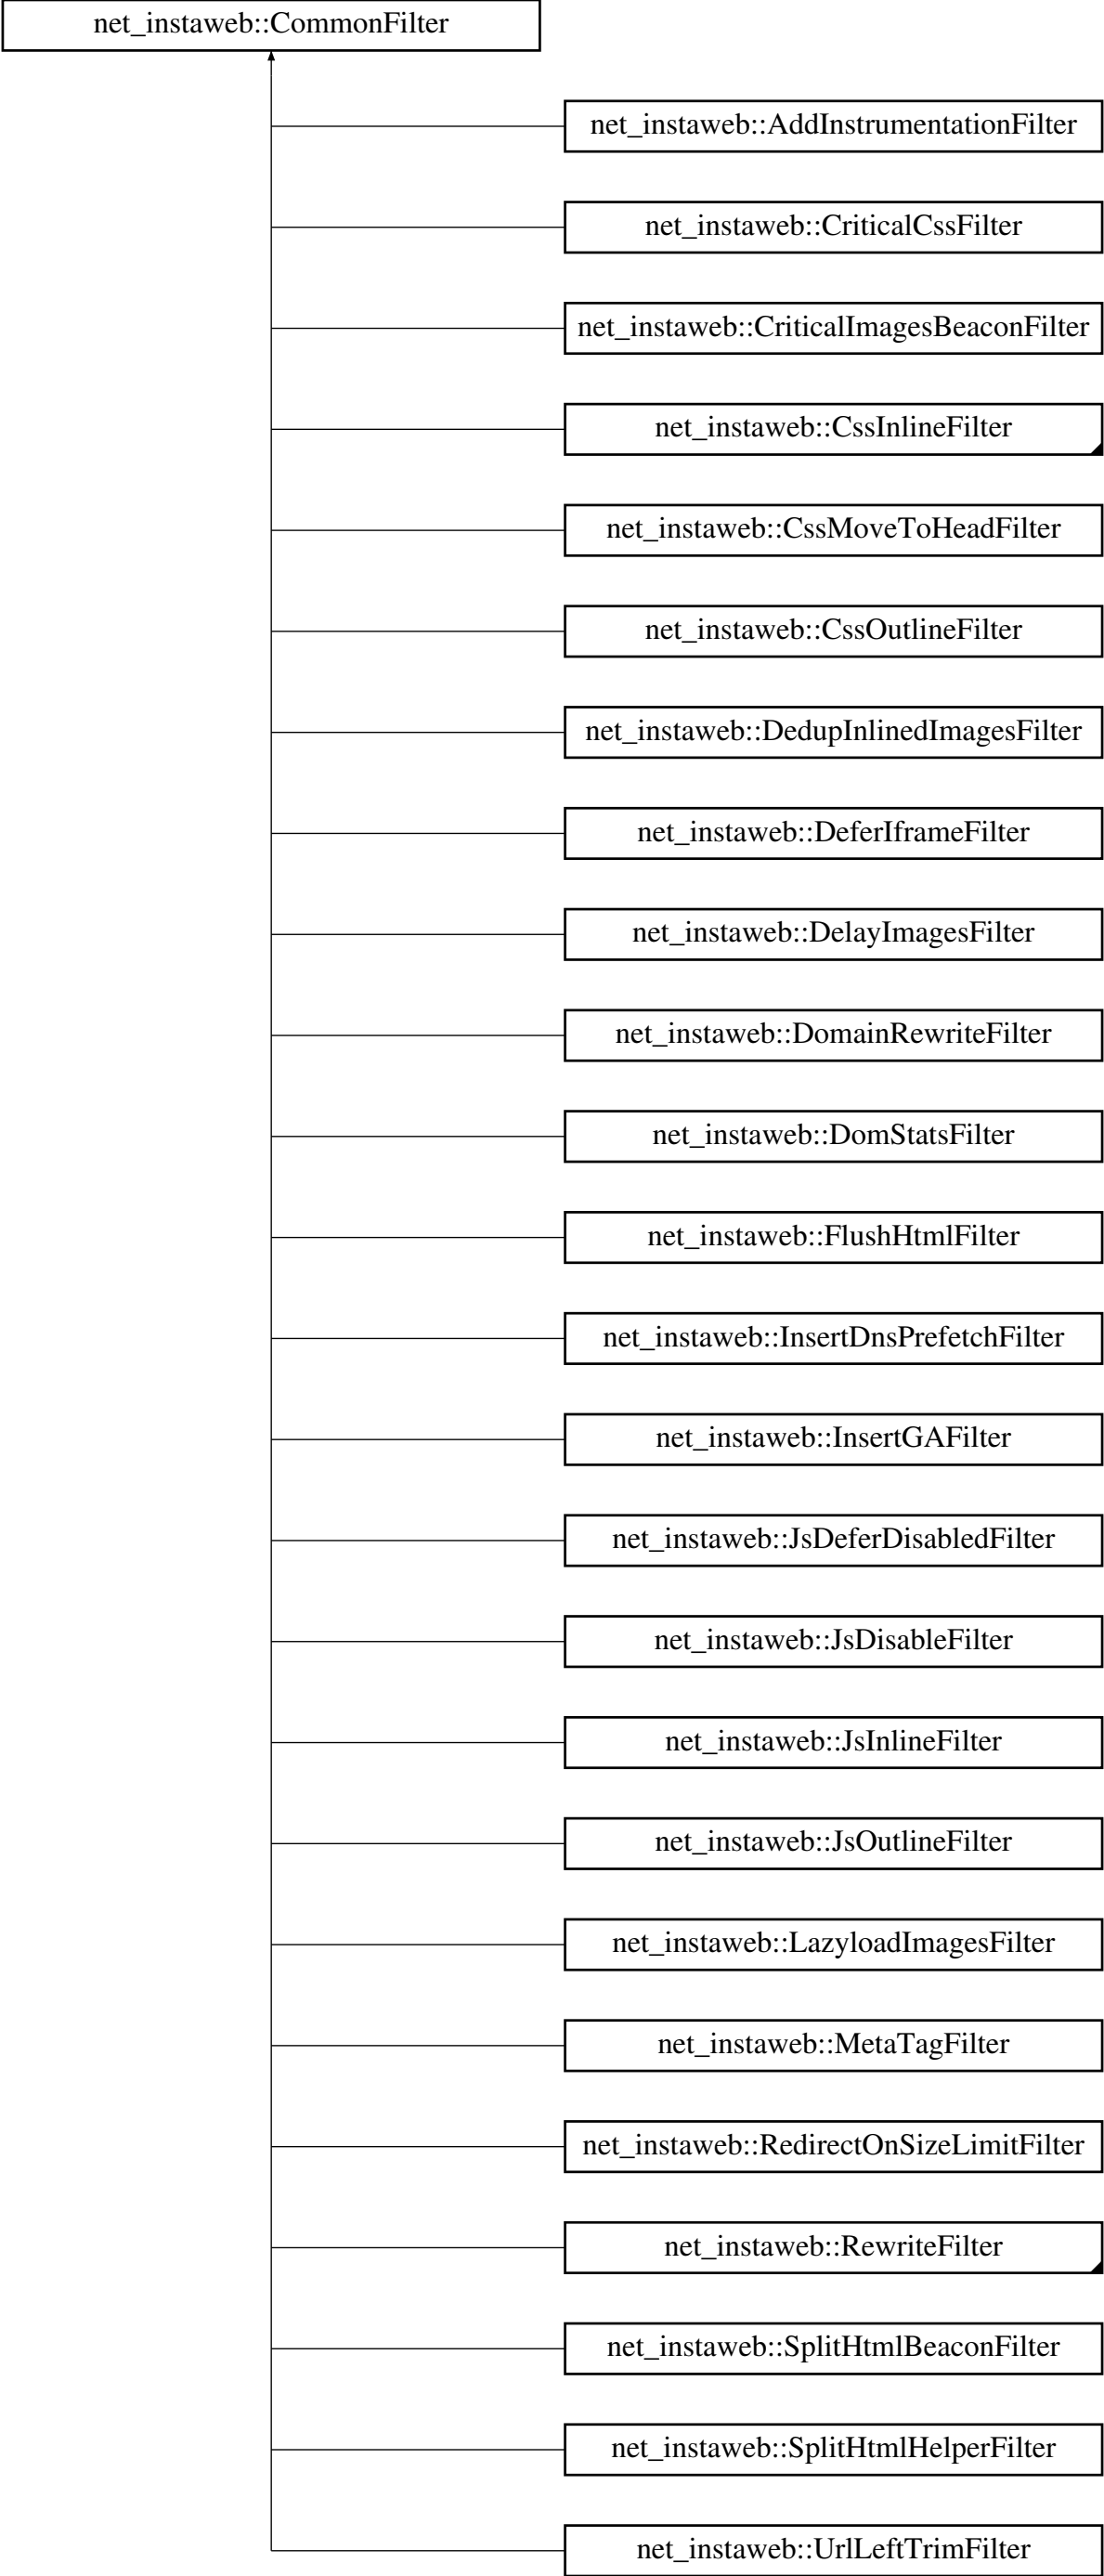 net_instaweb::CommonFilter
net_instaweb::AddInstrumentationFilter
net_instaweb::CriticalCssFilter
net_instaweb::CriticalImagesBeaconFilter
net_instaweb::CssInlineFilter
net_instaweb::CssMoveToHeadFilter
net_instaweb::CssOutlineFilter
net_instaweb::DedupInlinedImagesFilter
net_instaweb::DeferIframeFilter
net_instaweb::DelayImagesFilter
net_instaweb::DomainRewriteFilter
net_instaweb::DomStatsFilter
net_instaweb::FlushHtmlFilter
net_instaweb::InsertDnsPrefetchFilter
net_instaweb::InsertGAFilter
net_instaweb::JsDeferDisabledFilter
net_instaweb::JsDisableFilter
net_instaweb::JsInlineFilter
net_instaweb::JsOutlineFilter
net_instaweb::LazyloadImagesFilter
net_instaweb::MetaTagFilter
net_instaweb::RedirectOnSizeLimitFilter
net_instaweb::RewriteFilter
net_instaweb::SplitHtmlBeaconFilter
net_instaweb::SplitHtmlHelperFilter
net_instaweb::UrlLeftTrimFilter